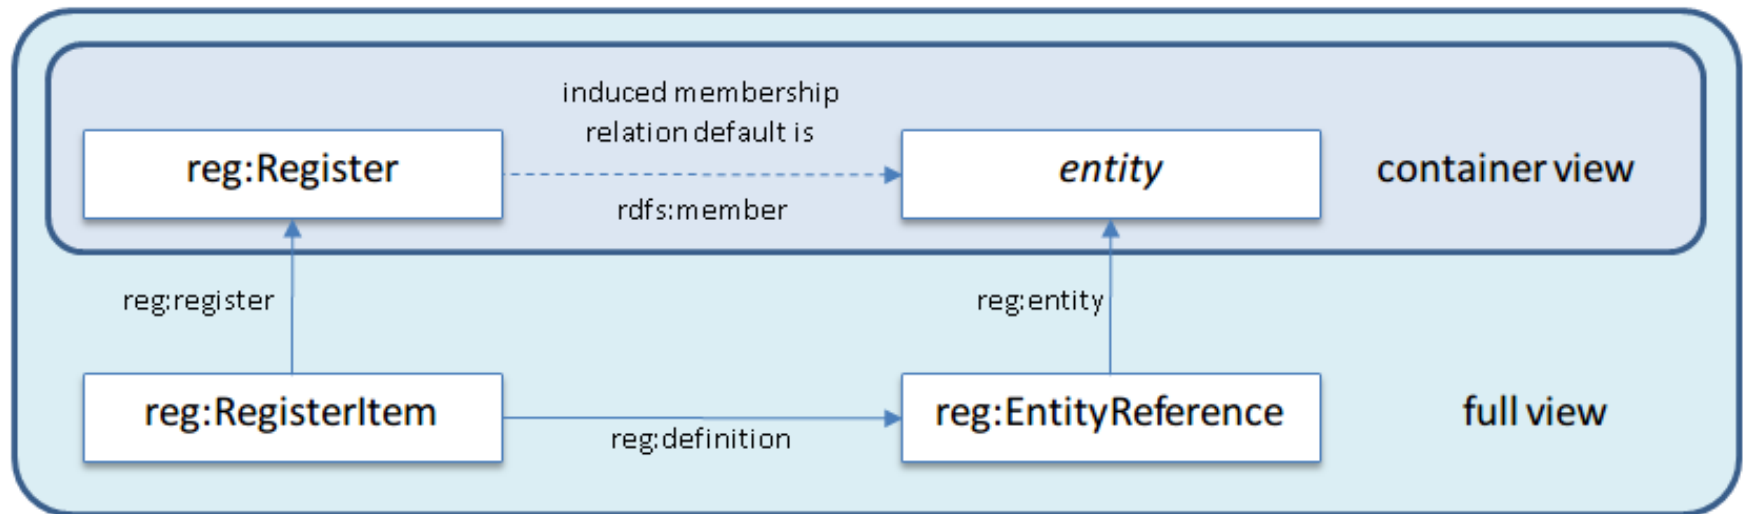 induced membership
relation default is
reg:Register
entity
container view
rdfs:member
reg:register
reg:entity
reg:RegisterItem
reg:EntityReference
full view
reg:definition